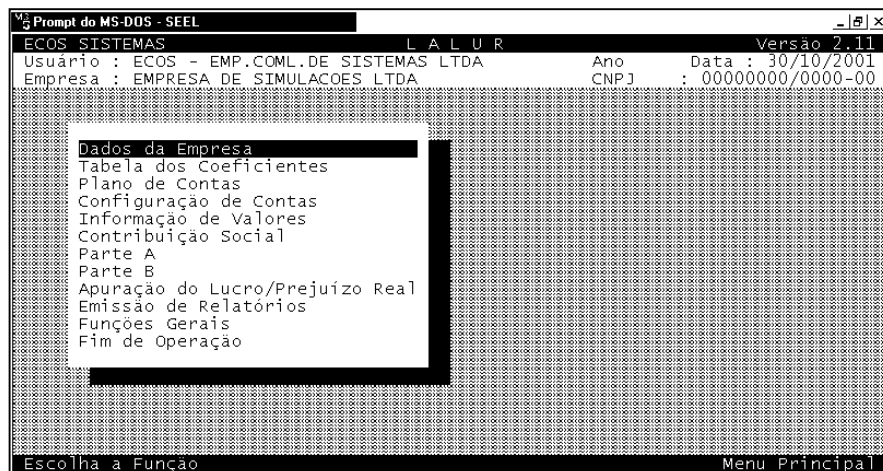 Prompt do MS-DOS - SEEL
ECOS SISTEMAS L A L U R Versão 2.11
Usuário : ECOS - EMP.COML.DE SISTEMAS LTDA Ano Data : 30/10/2001
Empresa : EMPRESA DE SIMULACOES LTDA CNPJ : 00000000/0000-00
Dados da Empresa
Tabela dos Coeficientes
Plano de Contas
Configuração de Contas
Informação de Valores
Contribuição Social
Parte A
Parte B
Apuração do Lucro/Prejuízo Real
Emissão de Relatórios
Funções Gerais
Fim de Operação
Escolha a Função Menu Principal